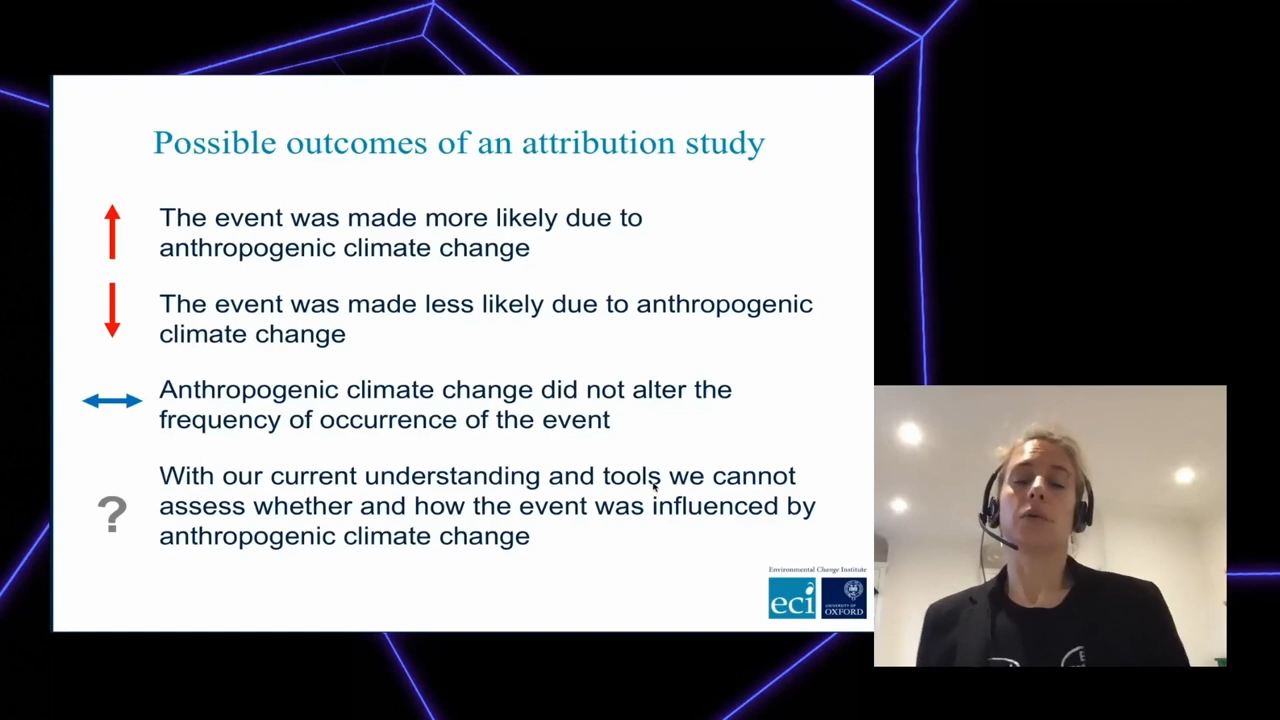 Possible outcomes of an attribution study
The event was made more likely due to
anthropogenic climate change
The event was made less likely due to anthropogenic
climate change
Anthropogenic climate change did not alter the
frequency of occurrence of the event
?
With our current understanding and tools we cannot
assess whether and how the event was influenced by
anthropogenic climate change
Environmental Change Institute
eci
UNIVERSITY OF
OXFORD